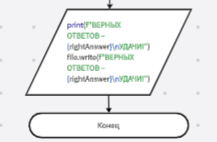 print(f"ВЕРНЫХ
ОТВЕТОВ –
{rightAnswer}\nУДАЧИ!")
file.write(f"ВЕРНЫХ
ОТВЕТОВ –
{rightAnswer}\nУДАЧИ!")
Конец